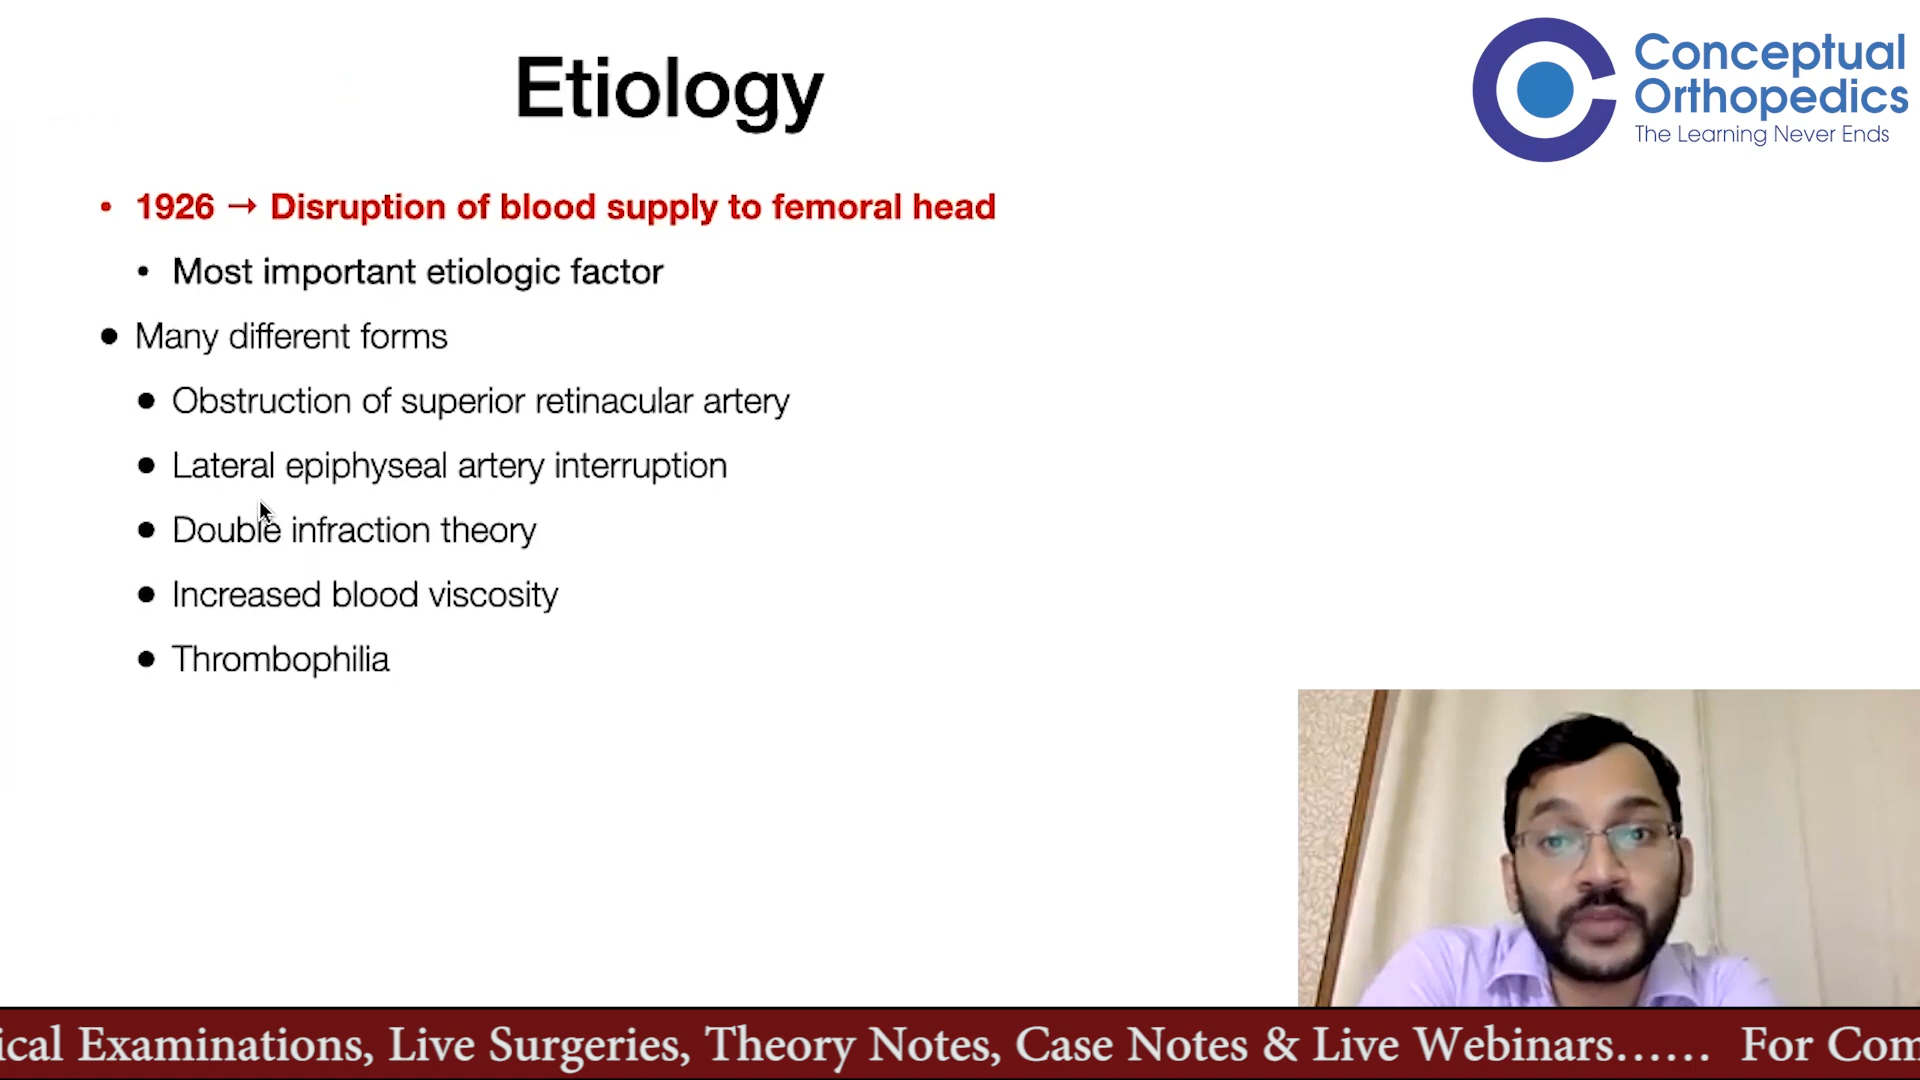 Etiology
Conceptual
Orthopedics
The Learning Never Ends
• 1926 → Disruption of blood supply to femoral head
• Most important etiologic factor
• Many different forms
• Obstruction of superior retinacular artery
• Lateral epiphyseal artery interruption
• Double infraction theory
• Increased blood viscosity
• Thrombophilia
ical Examinations, Live Surgeries, Theory Notes, Case Notes & Live Webinars...... For Com